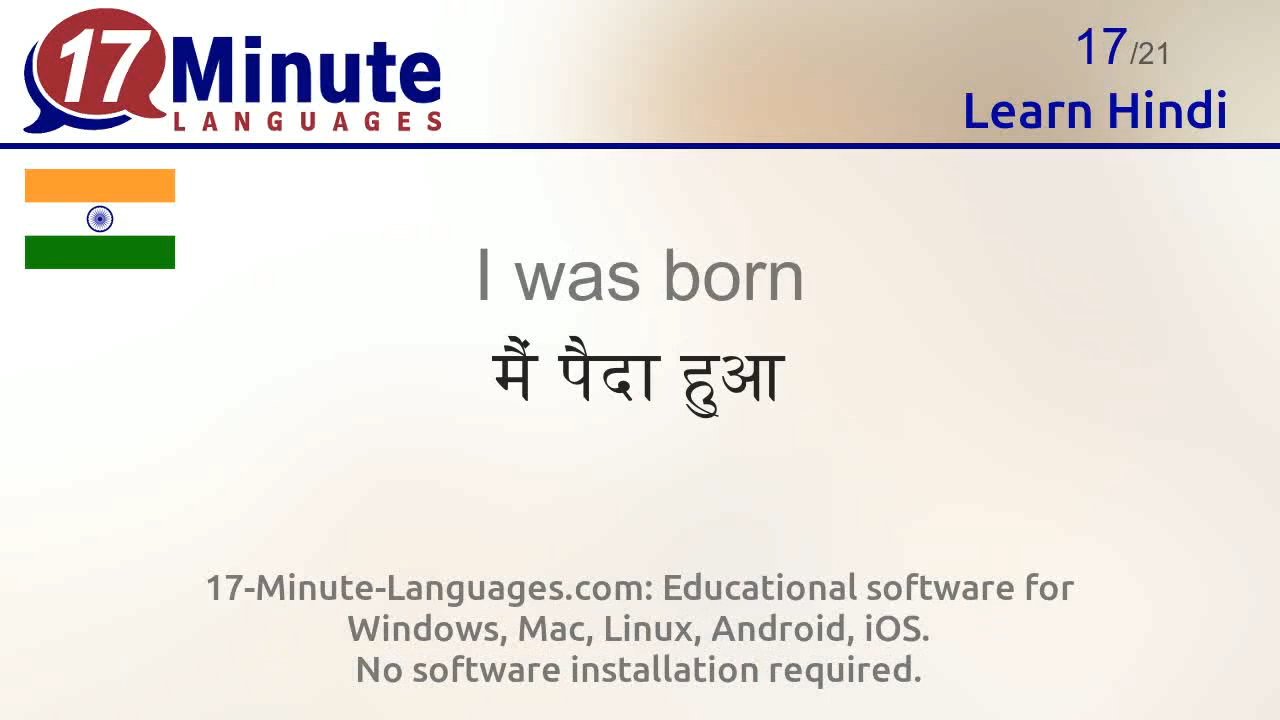 17 Minute
LANGUAGES
17/21
Learn Hindi
I was born
मैं पैदा हुआ
17-Minute-Languages.com: Educational software for
Windows, Mac, Linux, Android, iOS.
No software installation required.